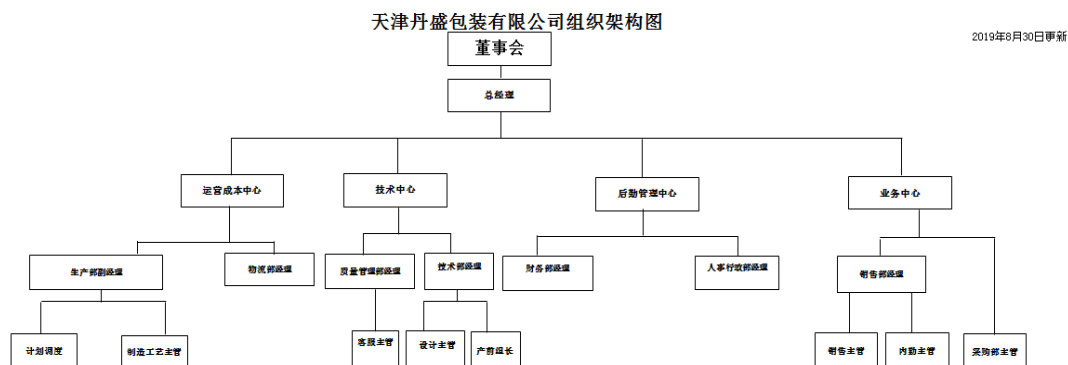 天津丹盛包装有限公司组织架构图
2019年8月30日更新
董事会
总经理
运营成本中心
技术中心
后勤管理中心
业务中心
生产部副经理
物流部经理
质量管理部经理
技术部经理
财务部经理
人事行政部经理
销售部经理
计划调度
制造工艺主管
客服主管
设计主管
产前组长
销售主管
内勤主管
采购部主管